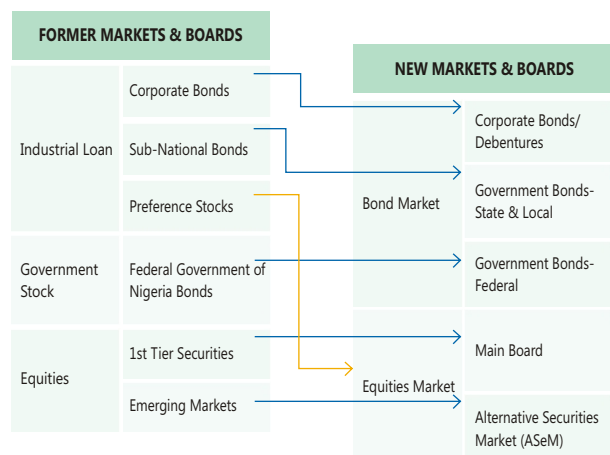 FORMER MARKETS & BOARDS
Industrial Loan
Corporate Bonds
Sub-National Bonds
Preference Stocks
Government
Stock
Federal Government of
Nigeria Bonds
Equities
1st Tier Securities
Emerging Markets
NEW MARKETS & BOARDS
Bond Market
Corporate Bonds/
Debentures
Government Bonds-
State & Local
Government Bonds-
Federal
Equities Market
Main Board
Alternative Securities
Market (ASeM)